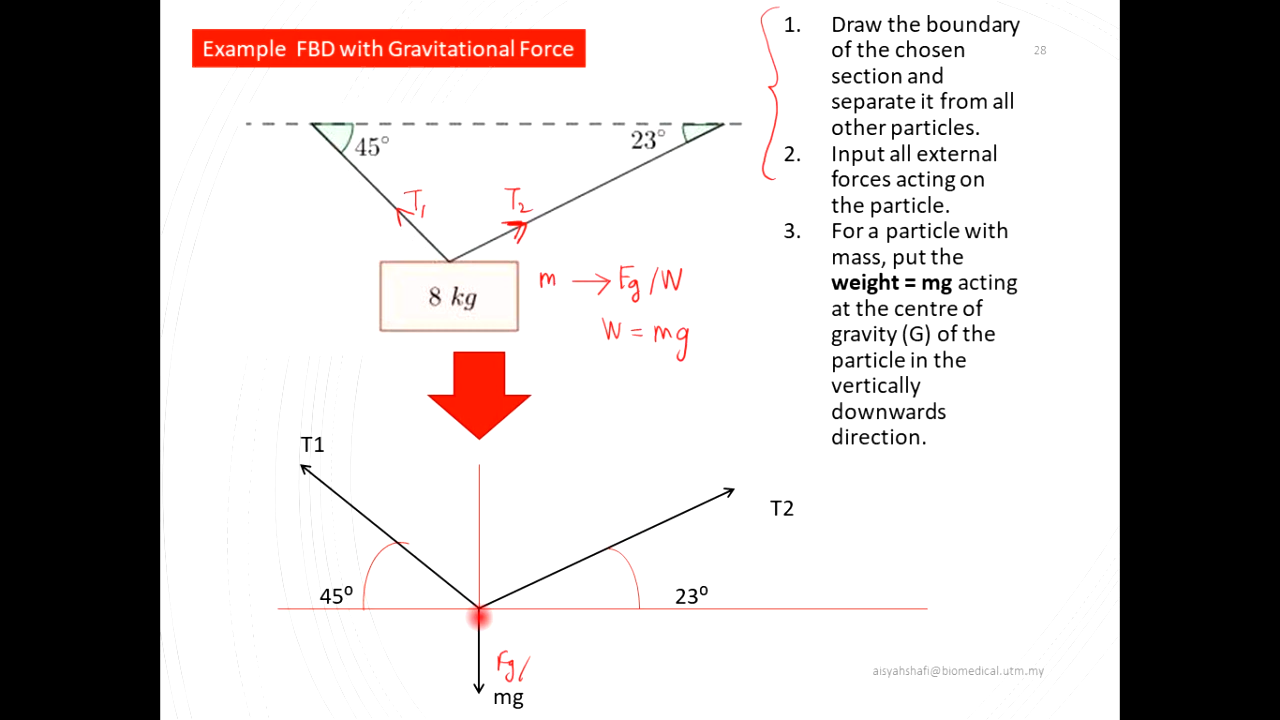 Example FBD with Gravitational Force
1. Draw the boundary
of the chosen
section and
separate it from all
other particles.
2. Input all external
forces acting on
the particle.
3. For a particle with
mass, put the
weight = mg acting
at the centre of
gravity (G) of the
particle in the
vertically
downwards
direction.
28
45°
23°
T₁
T₂
8 kg
m → Fg / W
W = mg
T1
T2
45⁰
23⁰
Fg/
mg
aisyahshafi@biomedical.utm.my